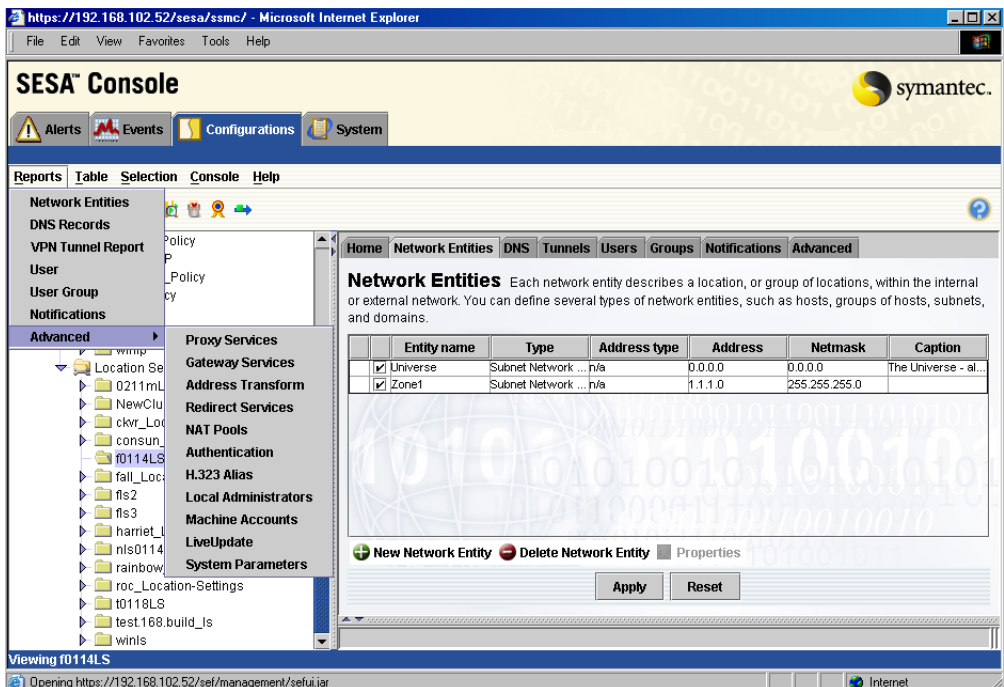 https://192.168.102.52/sesa/ssmc/ - Microsoft Internet Explorer
File Edit View Favorites Tools Help
SESA™ Console
symantec.
Alerts Events Configurations System
Reports Table Selection Console Help
Network Entities
DNS Records
VPN Tunnel Report
User
User Group
Notifications
Advanced
Proxy Services
Gateway Services
Address Transform
Redirect Services
NAT Pools
Authentication
H.323 Alias
Local Administrators
Machine Accounts
LiveUpdate
System Parameters
Policy
P
_Policy
cy
Location Se
0211mL
NewClu
ckvr_Loc
consun_
f0114LS
fall_Loca
fls2
fls3
harriet_L
nls0114
rainbow_
roc_Location-Settings
t0118LS
test.168.build_ls
winls
Home Network Entities DNS Tunnels Users Groups Notifications Advanced
Network Entities Each network entity describes a location, or group of locations, within the internal
or external network. You can define several types of network entities, such as hosts, groups of hosts, subnets,
and domains.
Entity name Type Address type Address Netmask Caption
Universe Subnet Network ... n/a 0.0.0.0 0.0.0.0 The Universe - al...
Zone1 Subnet Network ... n/a 1.1.1.0 255.255.255.0
New Network Entity Delete Network Entity Properties
Apply Reset
Viewing f0114LS
Opening https://192.168.102.52/sef/management/sefui.jar Internet